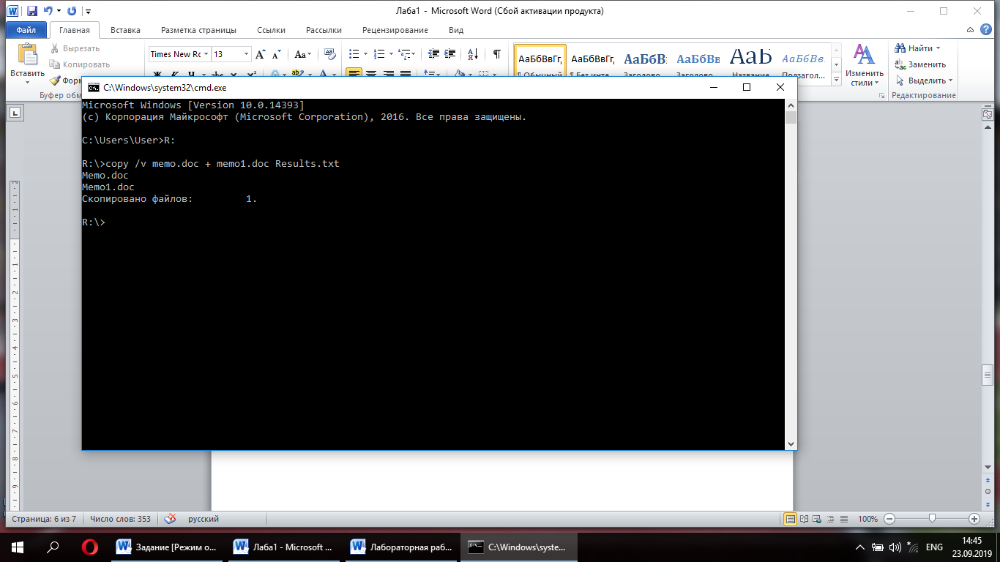 Лаба1 - Microsoft Word (Сбой активации продукта)
Файл Главная Вставка Разметка страницы Ссылки Рассылки Рецензирование Вид
Вставить
Вырезать
Копировать
Times New Rc 13
Aa
АаБбВвГг, АаБбВвГг, АаБбВ АаБбВв АаБ АаБбВв.
¶ Обычный ¶ Без инте... Заголово... Заголово... Название Подзагол...
Изменить стили
Найти
Заменить
Выделить
Редактирование
C:\Windows\system32\cmd.exe
Microsoft Windows [Version 10.0.14393]
(c) Корпорация Майкрософт (Microsoft Corporation), 2016. Все права защищены.
C:\Users\User>R:
R:\>copy /v memo.doc + memo1.doc Results.txt
Memo.doc
Memo1.doc
Скопировано файлов: 1.
R:\>
Страница: 6 из 7 Число слов: 353 русский 100%
Задание [Режим о... Лаба1 - Microsoft ... Лабораторная раб... C:\Windows\syste... ENG 14:45
23.09.2019